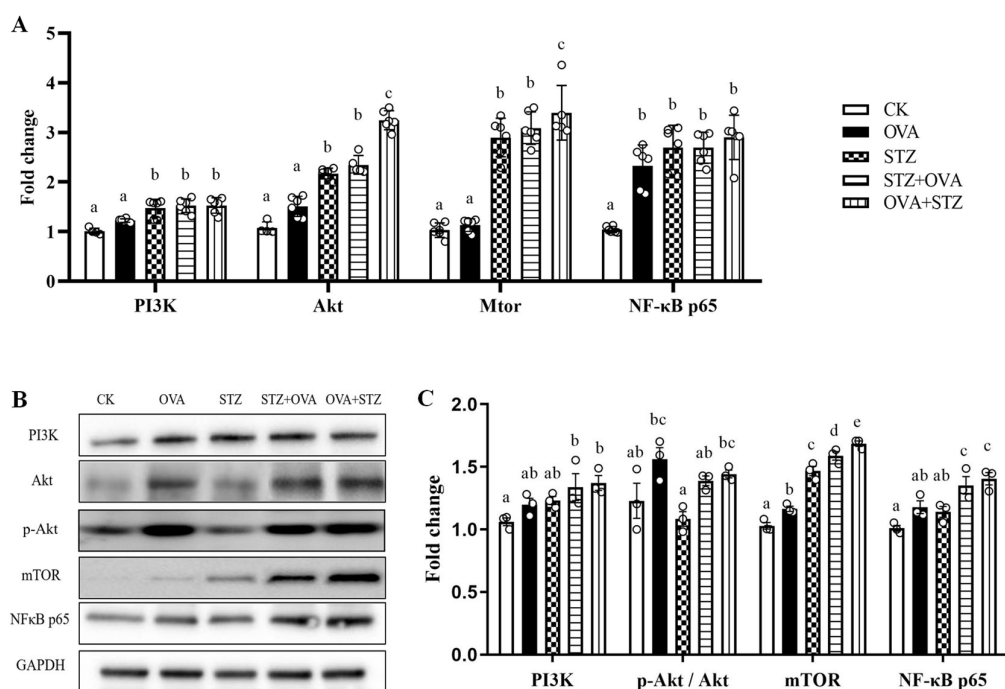 A
Fold change
5
4
3
2
1
0
a a b b b
a a b b c
a a b b c
a b b b b
PI3K Akt Mtor NF-κB p65
CK
OVA
STZ
STZ+OVA
OVA+STZ
B
CK OVA STZ STZ+OVA OVA+STZ
PI3K
Akt
p-Akt
mTOR
NFκB p65
GAPDH
C
Fold change
2.0
1.5
1.0
0.5
0.0
a ab ab b b
ab bc a ab bc
a b c d e
a ab ab c c
PI3K p-Akt / Akt mTOR NF-κB p65